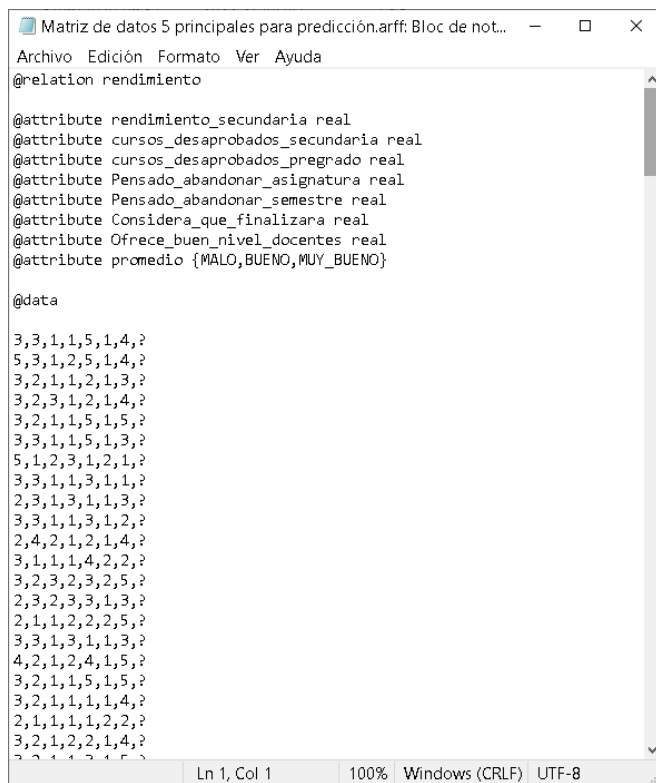 Matriz de datos 5 principales para predicción.arff: Bloc de not...
Archivo Edición Formato Ver Ayuda
@relation rendimiento
@attribute rendimiento_secundaria real
@attribute cursos_desaprobados_secundaria real
@attribute cursos_desaprobados_pregrado real
@attribute Pensado_abandonar_asignatura real
@attribute Pensado_abandonar_semestre real
@attribute Considera_que_finalizara real
@attribute Ofrece_buen_nivel_docentes real
@attribute promedio {MALO,BUENO,MUY_BUENO}
@data
3,3,1,1,5,1,4,?
5,3,1,2,5,1,4,?
3,2,1,1,2,1,3,?
3,2,3,1,2,1,4,?
3,2,1,1,5,1,5,?
3,3,1,1,5,1,3,?
5,1,2,3,1,2,1,?
3,3,1,1,3,1,1,?
2,3,1,3,1,1,3,?
3,3,1,1,3,1,2,?
2,4,2,1,2,1,4,?
3,1,1,1,4,2,2,?
3,2,3,2,3,2,5,?
2,3,2,3,3,1,3,?
2,1,1,2,2,2,5,?
3,3,1,3,1,1,3,?
4,2,1,2,4,1,5,?
3,2,1,1,5,1,5,?
3,2,1,1,1,1,4,?
2,1,1,1,1,2,2,?
3,2,1,2,2,1,4,?
Ln 1, Col 1 100% Windows (CRLF) UTF-8